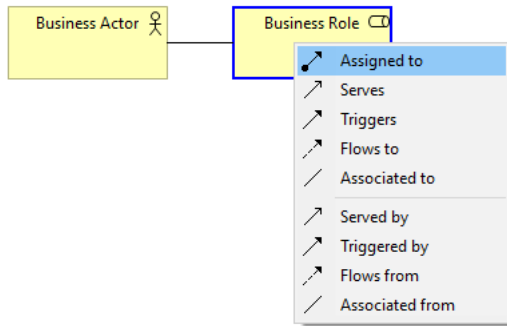 Business Actor
Business Role
Assigned to
Serves
Triggers
Flows to
Associated to
Served by
Triggered by
Flows from
Associated from